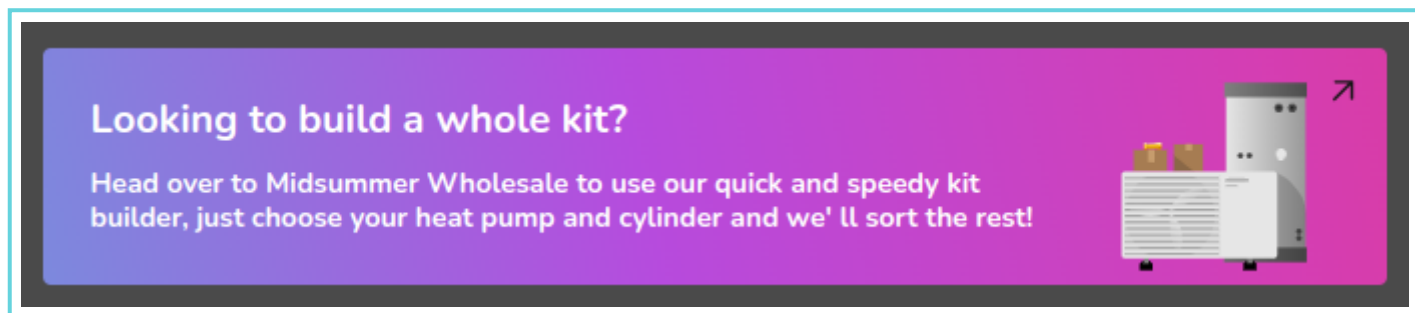 Looking to build a whole kit?
Head over to Midsummer Wholesale to use our quick and speedy kit
builder, just choose your heat pump and cylinder and we' ll sort the rest!